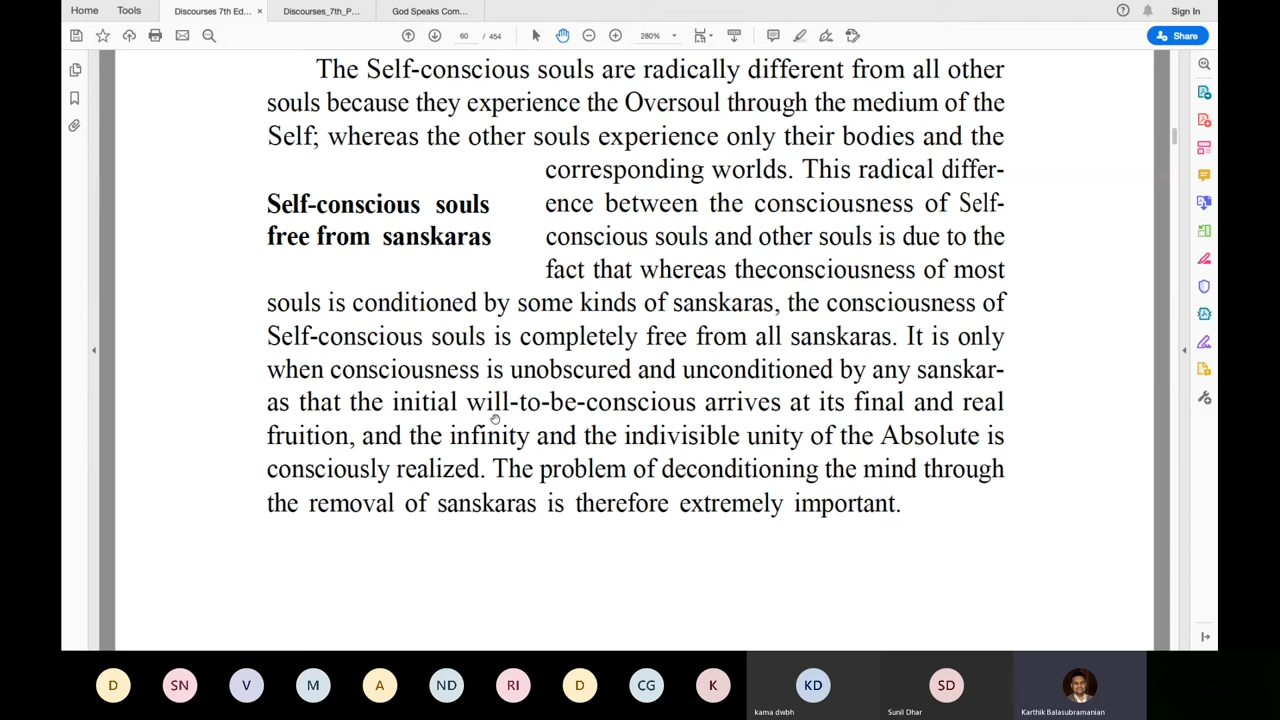 Home
Tools
Discourses 7th Ed...
Discourses_7th_P...
God Speaks Com...
Sign In
60 / 454
280%
Share
The Self-conscious souls are radically different from all other
souls because they experience the Oversoul through the medium of the
Self; whereas the other souls experience only their bodies and the
corresponding worlds. This radical differ-
Self-conscious souls
free from sanskaras
ence between the consciousness of Self-
conscious souls and other souls is due to the
fact that whereas theconsciousness of most
souls is conditioned by some kinds of sanskaras, the consciousness of
Self-conscious souls is completely free from all sanskaras. It is only
when consciousness is unobscured and unconditioned by any sanskar-
as that the initial will-to-be-conscious arrives at its final and real
fruition, and the infinity and the indivisible unity of the Absolute is
consciously realized. The problem of deconditioning the mind through
the removal of sanskaras is therefore extremely important.
D
SN
V
M
A
ND
RI
D
CG
K
KD
SD
kama dwbh
Sunil Dhar
Karthik Balasubramanian